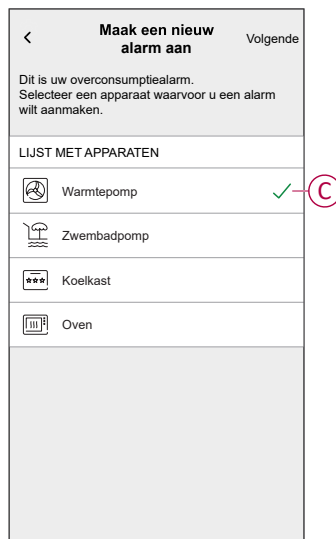 Maak een nieuw
alarm aan
Volgende
Dit is uw overconsumptiealarm.
Selecteer een apparaat waarvoor u een alarm
wilt aanmaken.
LIJST MET APPARATEN
Warmtepomp
C
Zwembadpomp
Koelkast
Oven